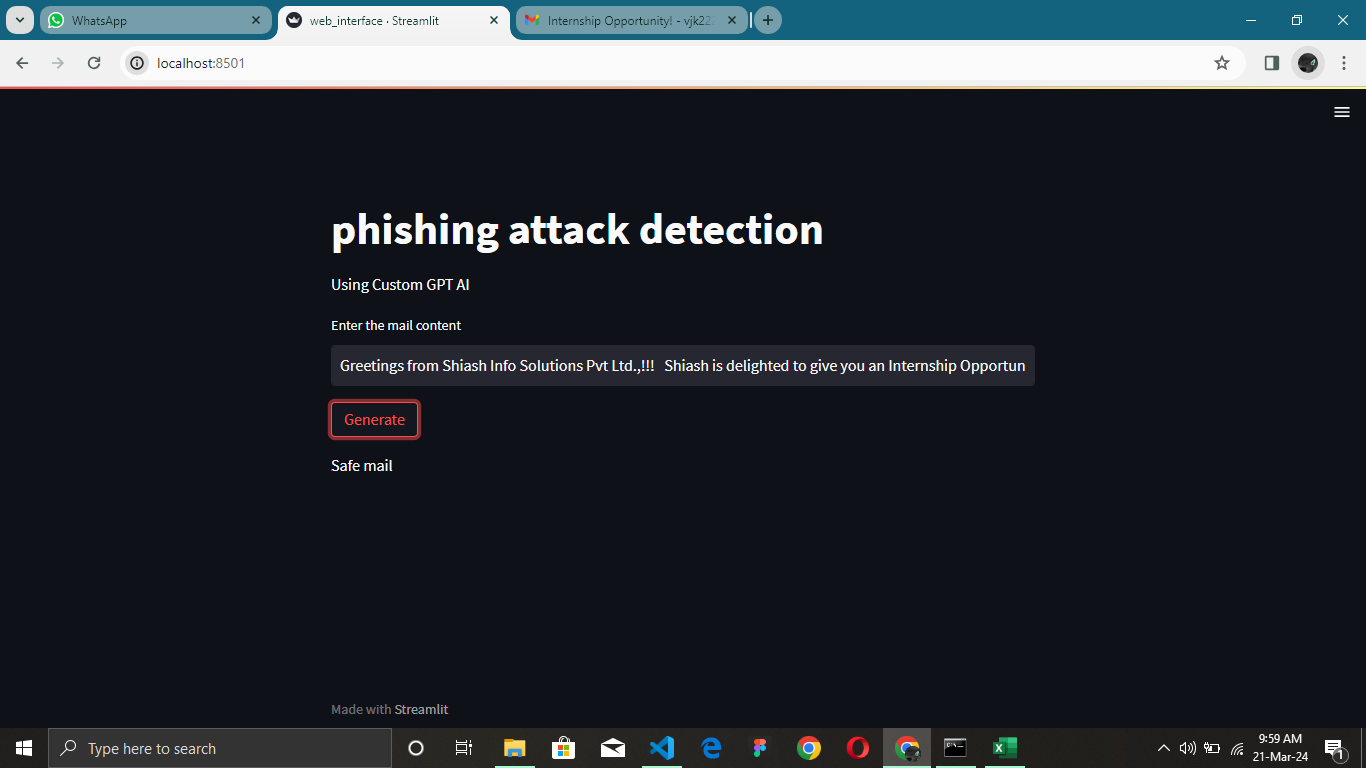 WhatsApp
web_interface · Streamlit
Internship Opportunity! - vjk22
localhost:8501
phishing attack detection
Using Custom GPT AI
Enter the mail content
Greetings from Shiash Info Solutions Pvt Ltd.,!!! Shiash is delighted to give you an Internship Opportun
Generate
Safe mail
Made with Streamlit
Type here to search
9:59 AM
21-Mar-24
1